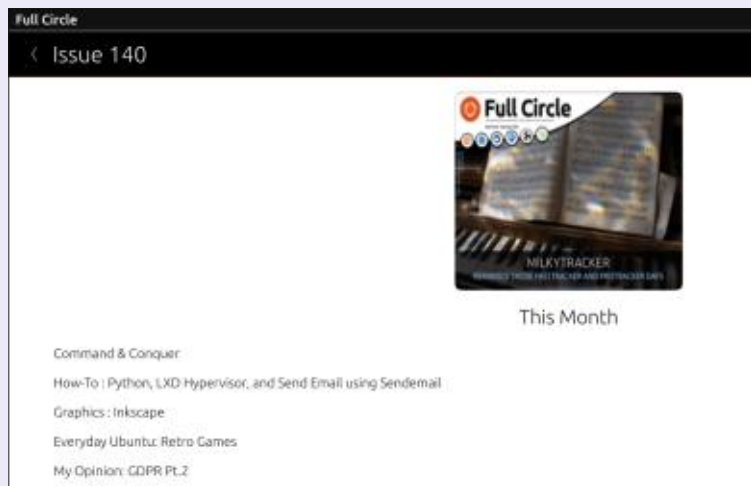 Full Circle
Issue 140
Full Circle
MILKYTRACKER
This Month
Command & Conquer
How-To : Python, LXD Hypervisor, and Send Email using Sendemail
Graphics : Inkscape
Everyday Ubuntu: Retro Games
My Opinion: GDPR Pt.2